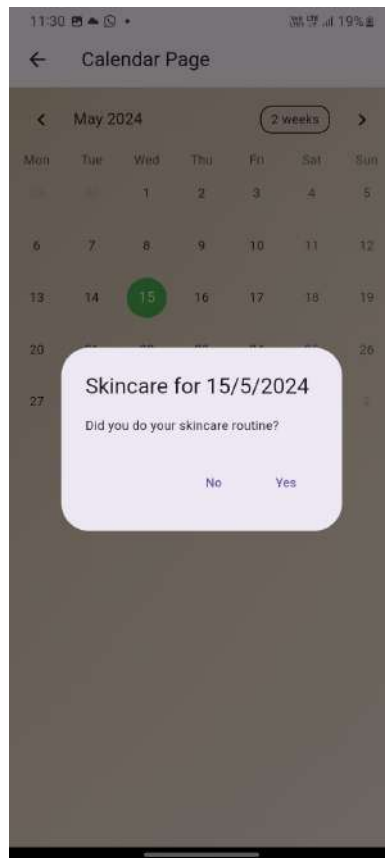 11:30
19%
Calendar Page
May 2024
2 weeks
Mon Tue Wed Thu Fri Sat Sun
1 2 3 4 5
6 7 8 9 10 11 12
13 14 15 16 17 18 19
20 26
27
Skincare for 15/5/2024
Did you do your skincare routine?
No Yes